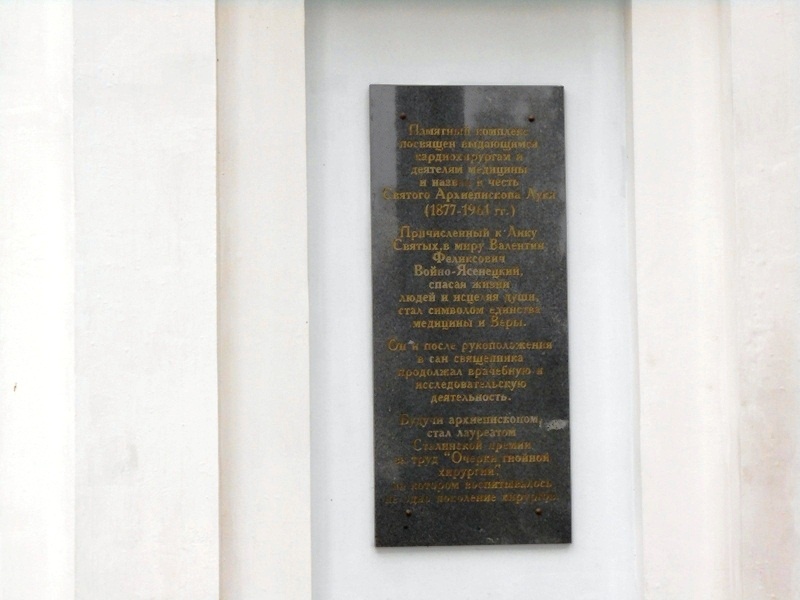 Памятный комплекс
посвящен выдающимся
кардиохирургам и
деятелям медицины
и назван в честь
Святого Архиепископа Луки
(1877-1961 гг.)
Причисленный к Лику
Святых, в миру Валентин
Феликсович
Войно-Ясенецкий,
спасая жизни
людей и исцеляя души,
стал символом единства
медицины и Веры.
Он и после рукоположения
в сан священника
продолжал врачебную и
исследовательскую
деятельность.
Будучи архиепископом,
стал лауреатом
Сталинской премии
за труд "Очерки гнойной
хирургии"
на котором воспитывалось
не одно поколение хирургов